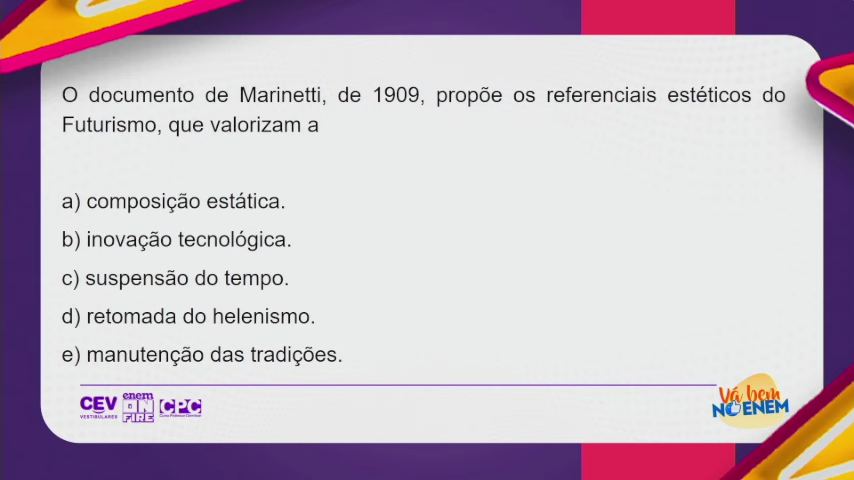 O documento de Marinetti, de 1909, propõe os referenciais estéticos do
Futurismo, que valorizam a
a) composição estática.
b) inovação tecnológica.
c) suspensão do tempo.
d) retomada do helenismo.
e) manutenção das tradições.
CEV
VESTIBULARES
enem
ON
FIRE
CPC
Vá bem
NO ENEM